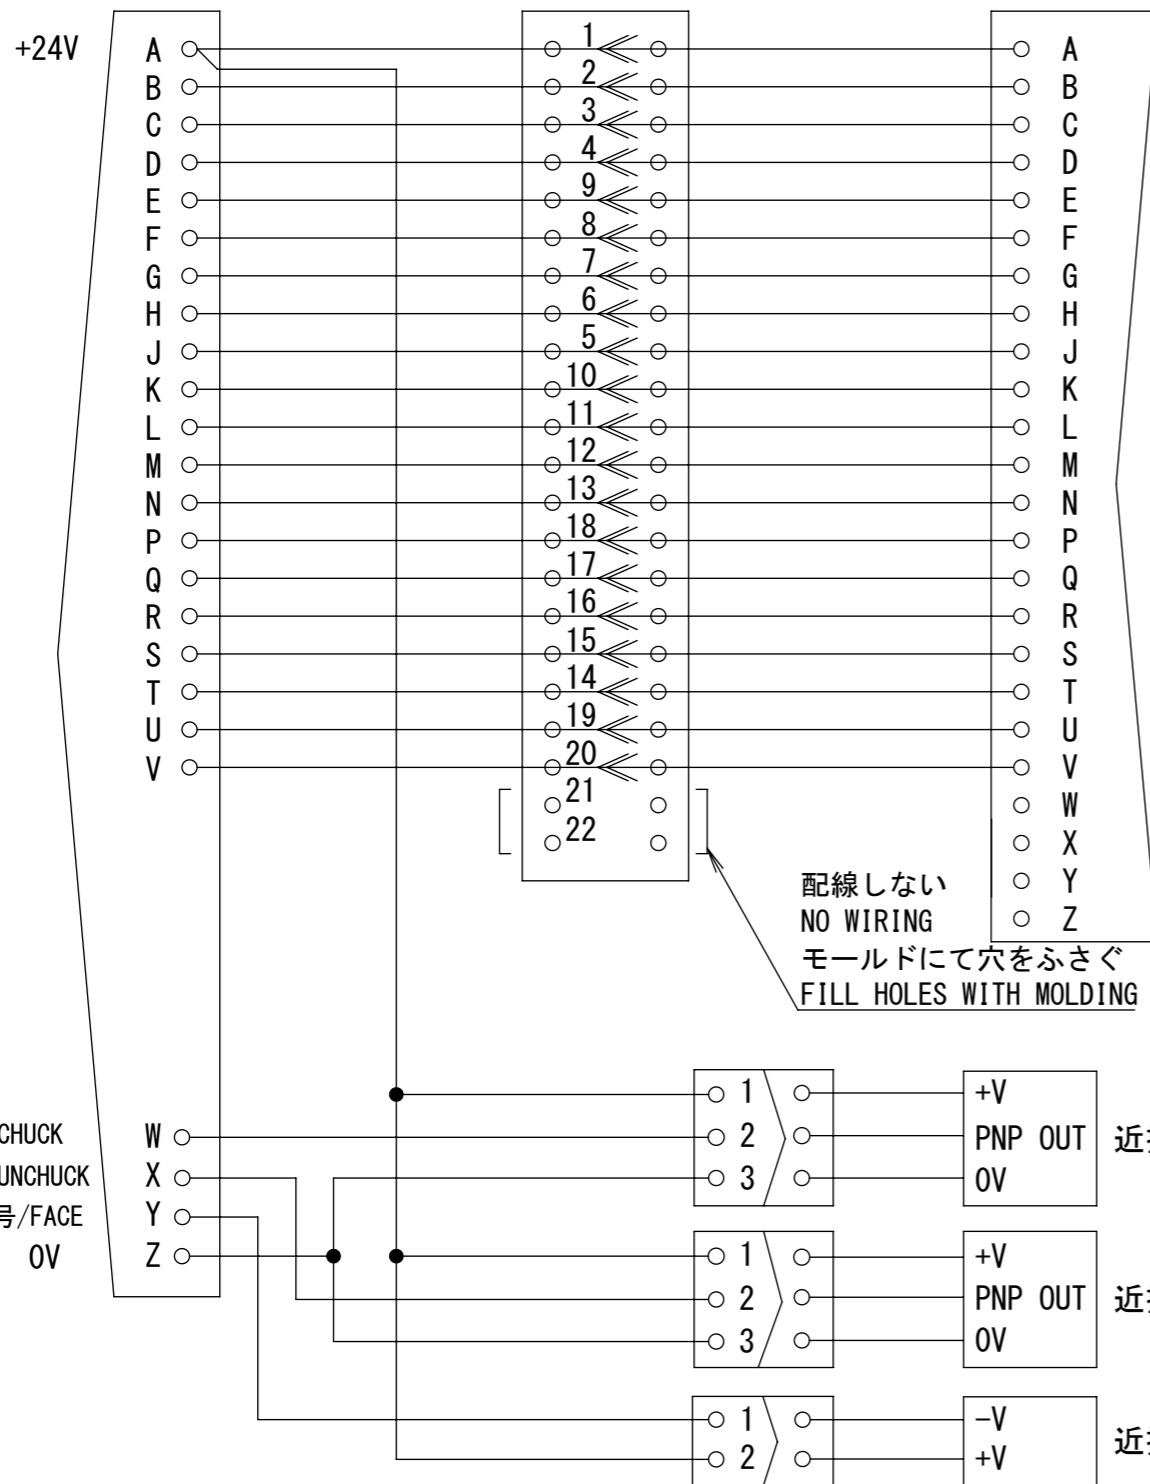 +24V A 1 A
B 2 B
C 3 C
D 4 D
E 9 E
F 8 F
G 7 G
H 6 H
J 5 J
K 10 K
L 11 L
M 12 M
N 13 N
P 18 P
Q 17 Q
R 16 R
S 15 S
T 14 T
U 19 U
V 20 V
21 W
22 X
配線しない Y
NO WIRING Z
モールドにて穴をふさぐ
FILL HOLES WITH MOLDING
1 +V
CHUCK W 2 PNP OUT 近
UNCHUCK X 3 0V
号/FACE Y
0V Z 1 +V
2 PNP OUT 近
3 0V
1 -V
近
2 +V